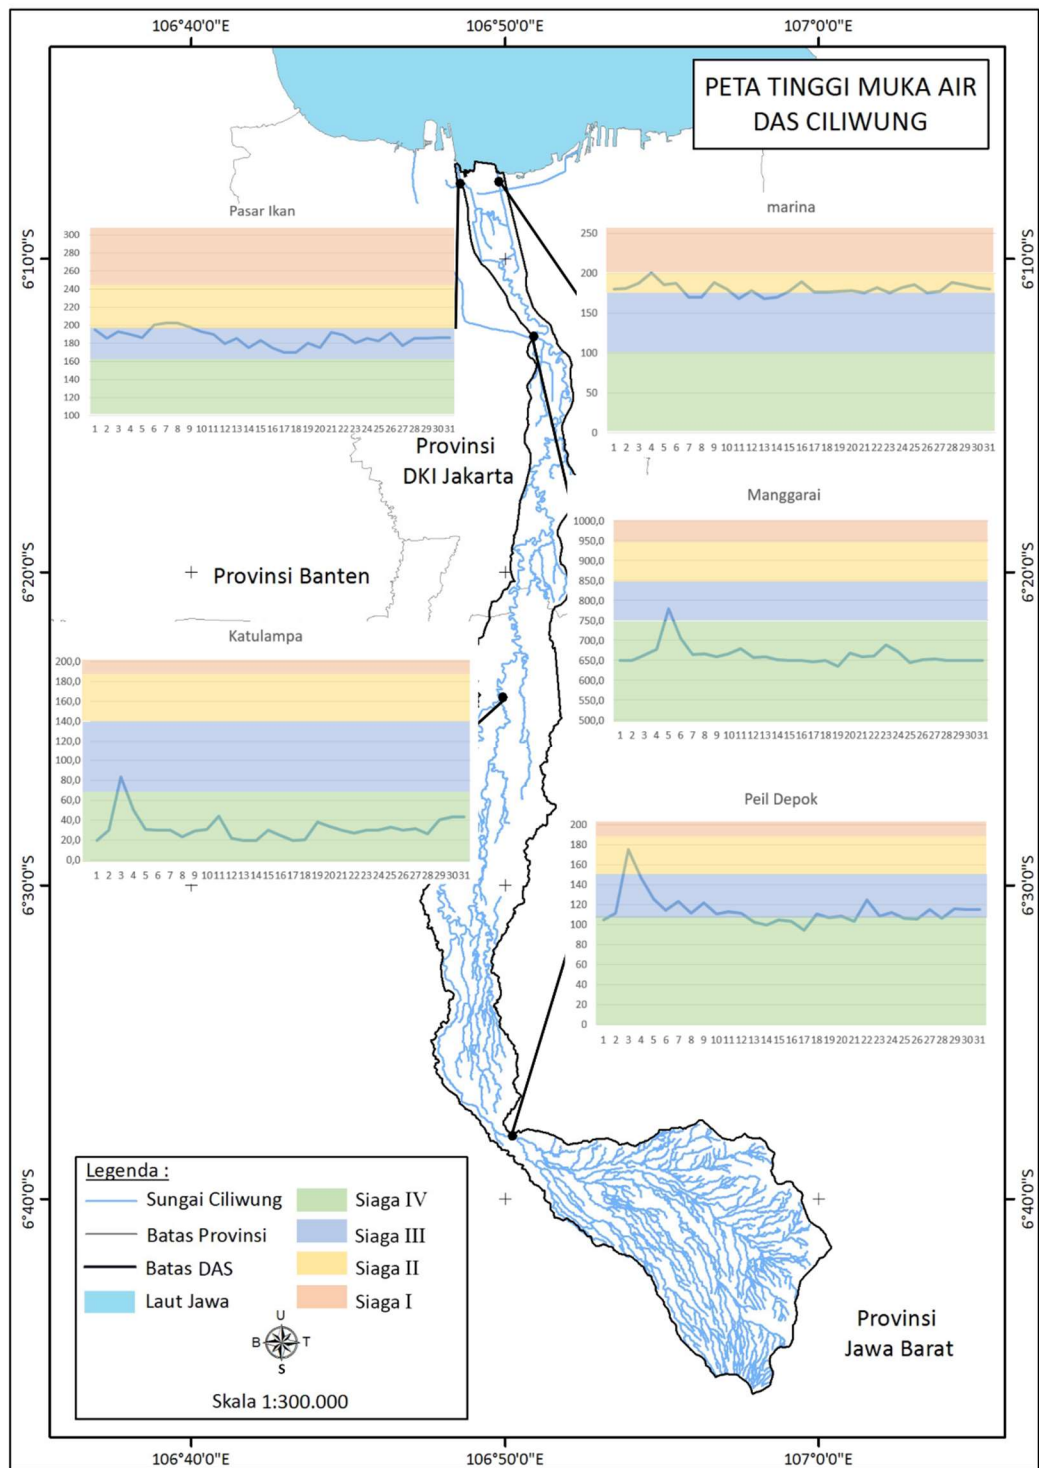 106°40'0"E 106°50'0"E 107°0'0"E
PETA TINGGI MUKA AIR
DAS CILIWUNG
6°10'0"S
6°20'0"S
6°30'0"S
6°40'0"S
Pasar Ikan
300
280
260
240
220
200
180
160
140
120
100
1 2 3 4 5 6 7 8 9 10 11 12 13 14 15 16 17 18 19 20 21 22 23 24 25 26 27 28 29 30 31
marina
250
200
150
100
50
0
1 2 3 4 5 6 7 8 9 10 11 12 13 14 15 16 17 18 19 20 21 22 23 24 25 26 27 28 29 30 31
Provinsi
DKI Jakarta
Manggarai
1000,0
950,0
900,0
850,0
800,0
750,0
700,0
650,0
600,0
550,0
500,0
1 2 3 4 5 6 7 8 9 10 11 12 13 14 15 16 17 18 19 20 21 22 23 24 25 26 27 28 29 30 31
Provinsi Banten
Katulampa
200,0
180,0
160,0
140,0
120,0
100,0
80,0
60,0
40,0
20,0
0,0
1 2 3 4 5 6 7 8 9 10 11 12 13 14 15 16 17 18 19 20 21 22 23 24 25 26 27 28 29 30 31
Peil Depok
200
180
160
140
120
100
80
60
40
20
0
1 2 3 4 5 6 7 8 9 10 11 12 13 14 15 16 17 18 19 20 21 22 23 24 25 26 27 28 29 30 31
Legenda :
Sungai Ciliwung
Batas Provinsi
Batas DAS
Laut Jawa
Siaga IV
Siaga III
Siaga II
Siaga I
U
B T
S
Skala 1:300.000
Provinsi
Jawa Barat
6°10'0"S
6°20'0"S
6°30'0"S
6°40'0"S
106°40'0"E 106°50'0"E 107°0'0"E